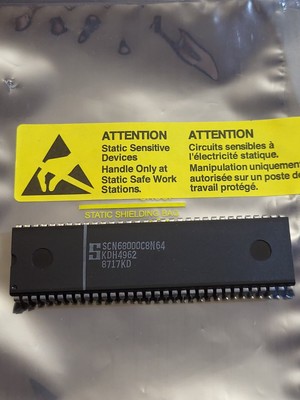 ATTENTION
Static Sensitive
Devices
Handle Only at
Static Safe Work
Stations.
ATTENTION
Circuits sensibles à
l'électricité statique.
Manipulation uniquement
autorisée sur un poste de
travail protégé.
STATIC SHIELDING BAG
S SCN68000C8N64
KDH4962
8717KD